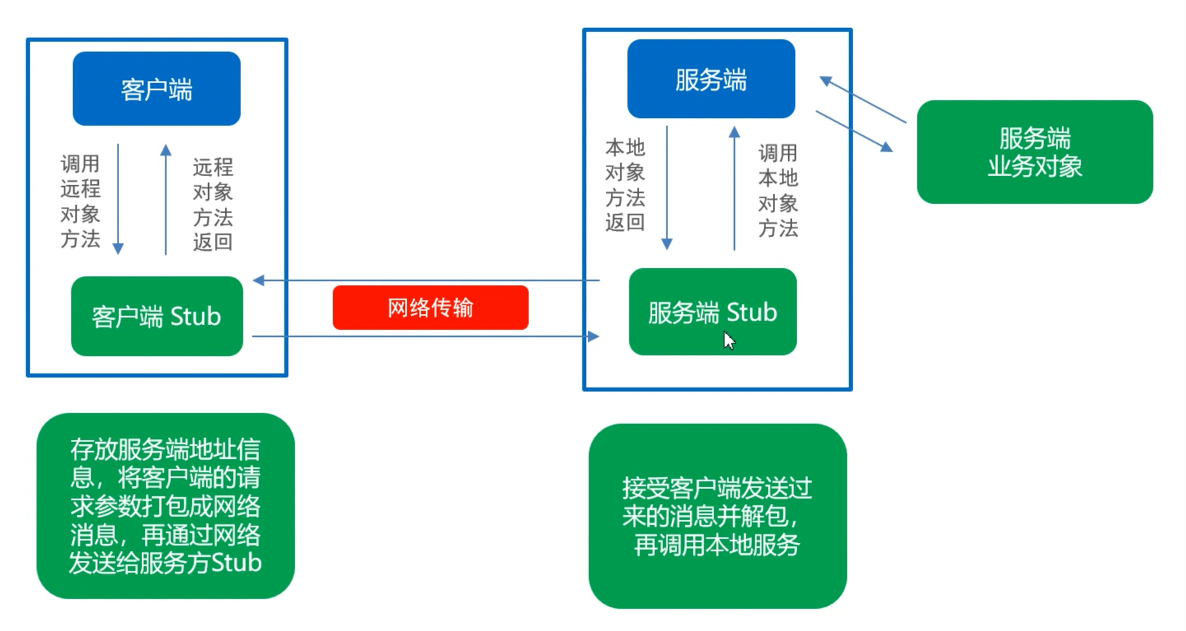 客户端
调用
远程
对象
方法
远程
对象
方法
返回
客户端 Stub
网络传输
服务端
本地
对象
方法
返回
调用
本地
对象
方法
服务端 Stub
服务端
业务对象
存放服务端地址信
息，将客户端的请
求参数打包成网络
消息，再通过网络
发送给服务方Stub
接受客户端发送过
来的消息并解包，
再调用本地服务